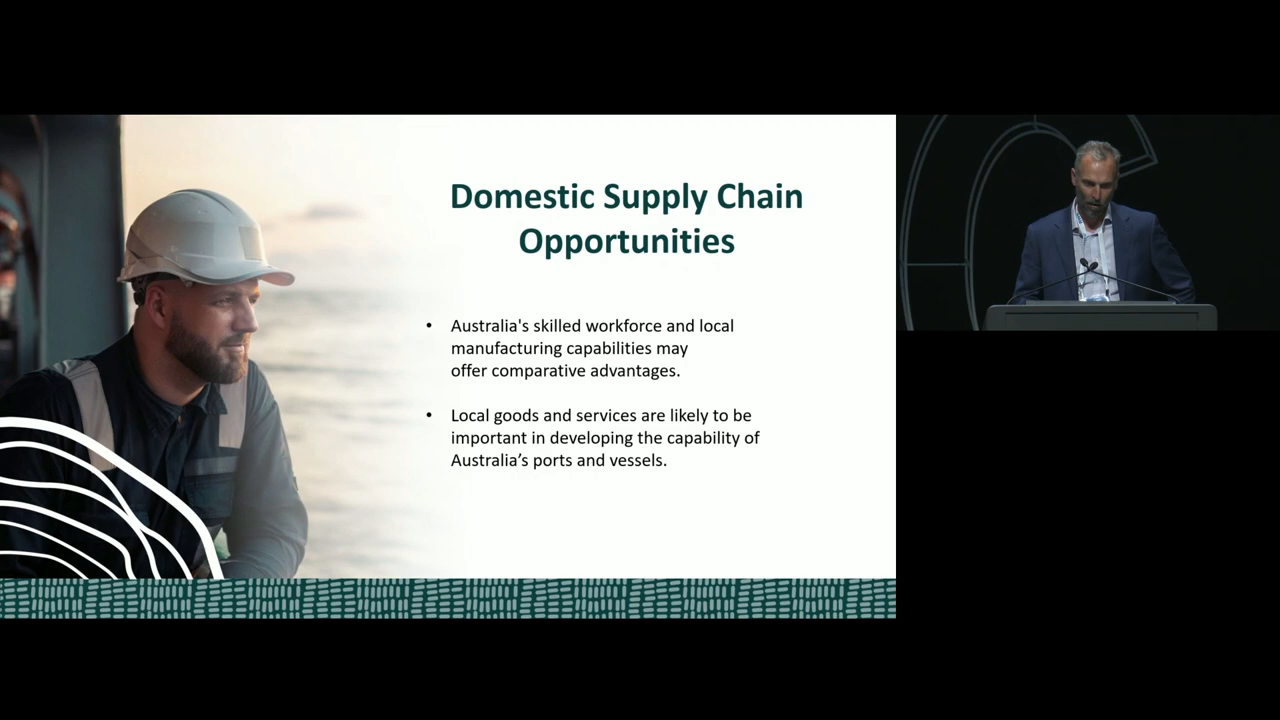 Domestic Supply Chain
Opportunities
• Australia's skilled workforce and local
manufacturing capabilities may
offer comparative advantages.
• Local goods and services are likely to be
important in developing the capability of
Australia’s ports and vessels.